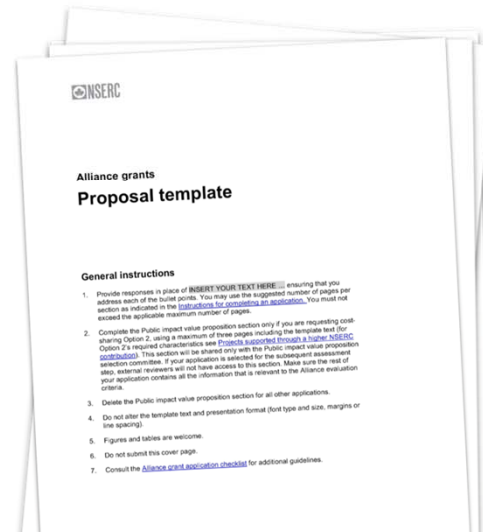 NSERC
Alliance grants
Proposal template
General instructions
1. Provide responses in place of INSERT YOUR TEXT HERE ... ensuring that you
address each of the bullet points. You may use the suggested number of pages per
section as indicated in the Instructions for completing an application. You must not
exceed the applicable maximum number of pages.
2. Complete the Public impact value proposition section only if you are requesting cost-
sharing Option 2, using a maximum of three pages including the template text (for
Option 2's required characteristics see Projects supported through a higher NSERC
contribution). This section will be shared only with the Public impact value proposition
selection committee. If your application is selected for the subsequent assessment
step, external reviewers will not have access to this section. Make sure the rest of
your application contains all the information that is relevant to the Alliance evaluation
criteria.
3. Delete the Public impact value proposition section for all other applications.
4. Do not alter the template text and presentation format (font type and size, margins or
line spacing).
5. Figures and tables are welcome.
6. Do not submit this cover page.
7. Consult the Alliance grant application checklist for additional guidelines.